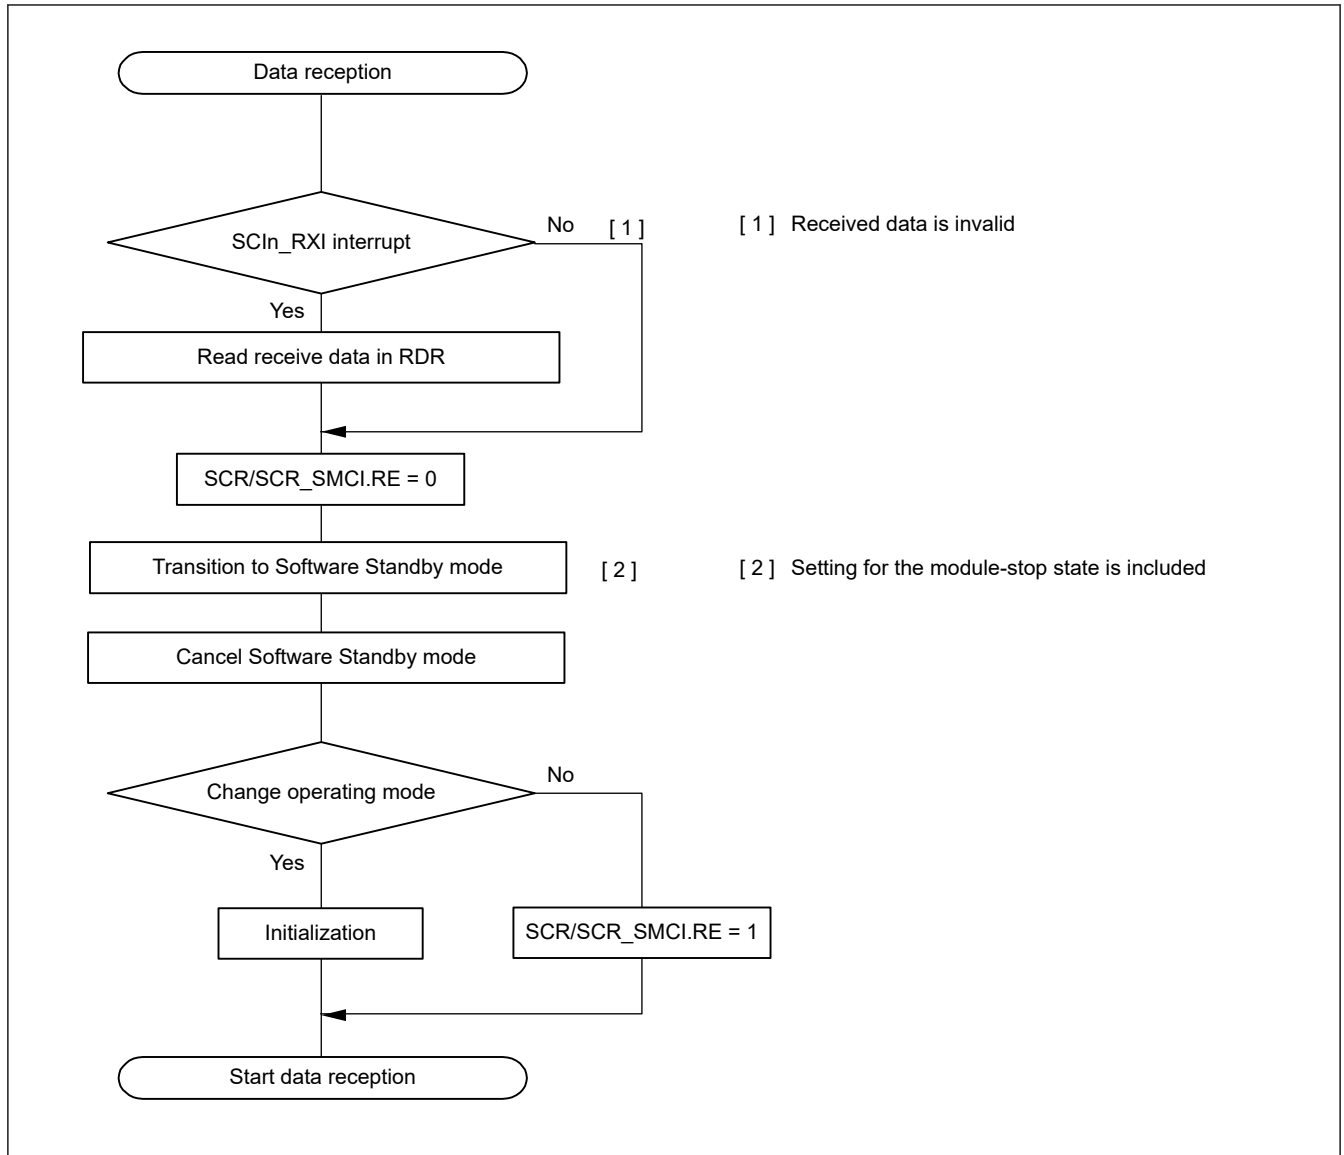 Data reception
No [ 1 ] [ 1 ] Received data is invalid
SCIn_RXI interrupt
Yes
Read receive data in RDR
SCR/SCR_SMCI.RE = 0
Transition to Software Standby mode [ 2 ] [ 2 ] Setting for the module-stop state is included
Cancel Software Standby mode
No
Change operating mode
Yes
Initialization SCR/SCR_SMCI.RE = 1
Start data reception